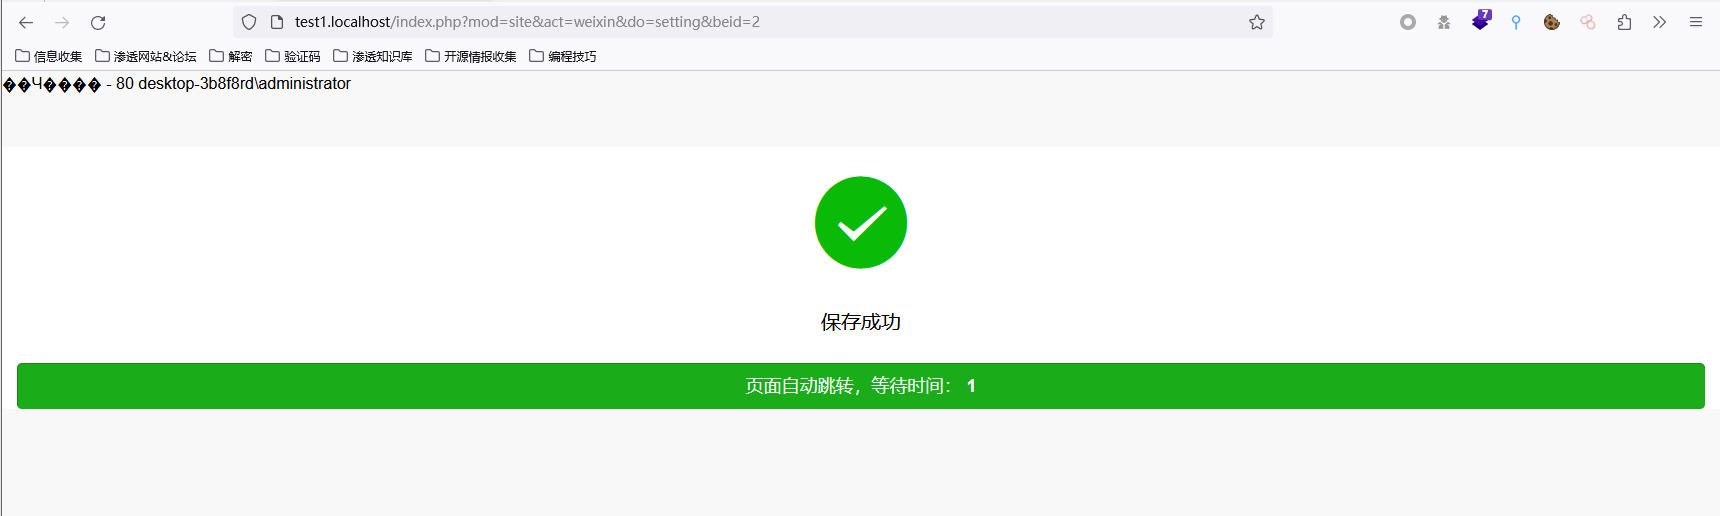 7
test1.localhost/index.php?mod=site&act=weixin&do=setting&beid=2
信息收集 渗透网站&论坛 解密 验证码 渗透知识库 开源情报收集 编程技巧
��Ч���� - 80 desktop-3b8f8rd\administrator
保存成功
页面自动跳转，等待时间： 1